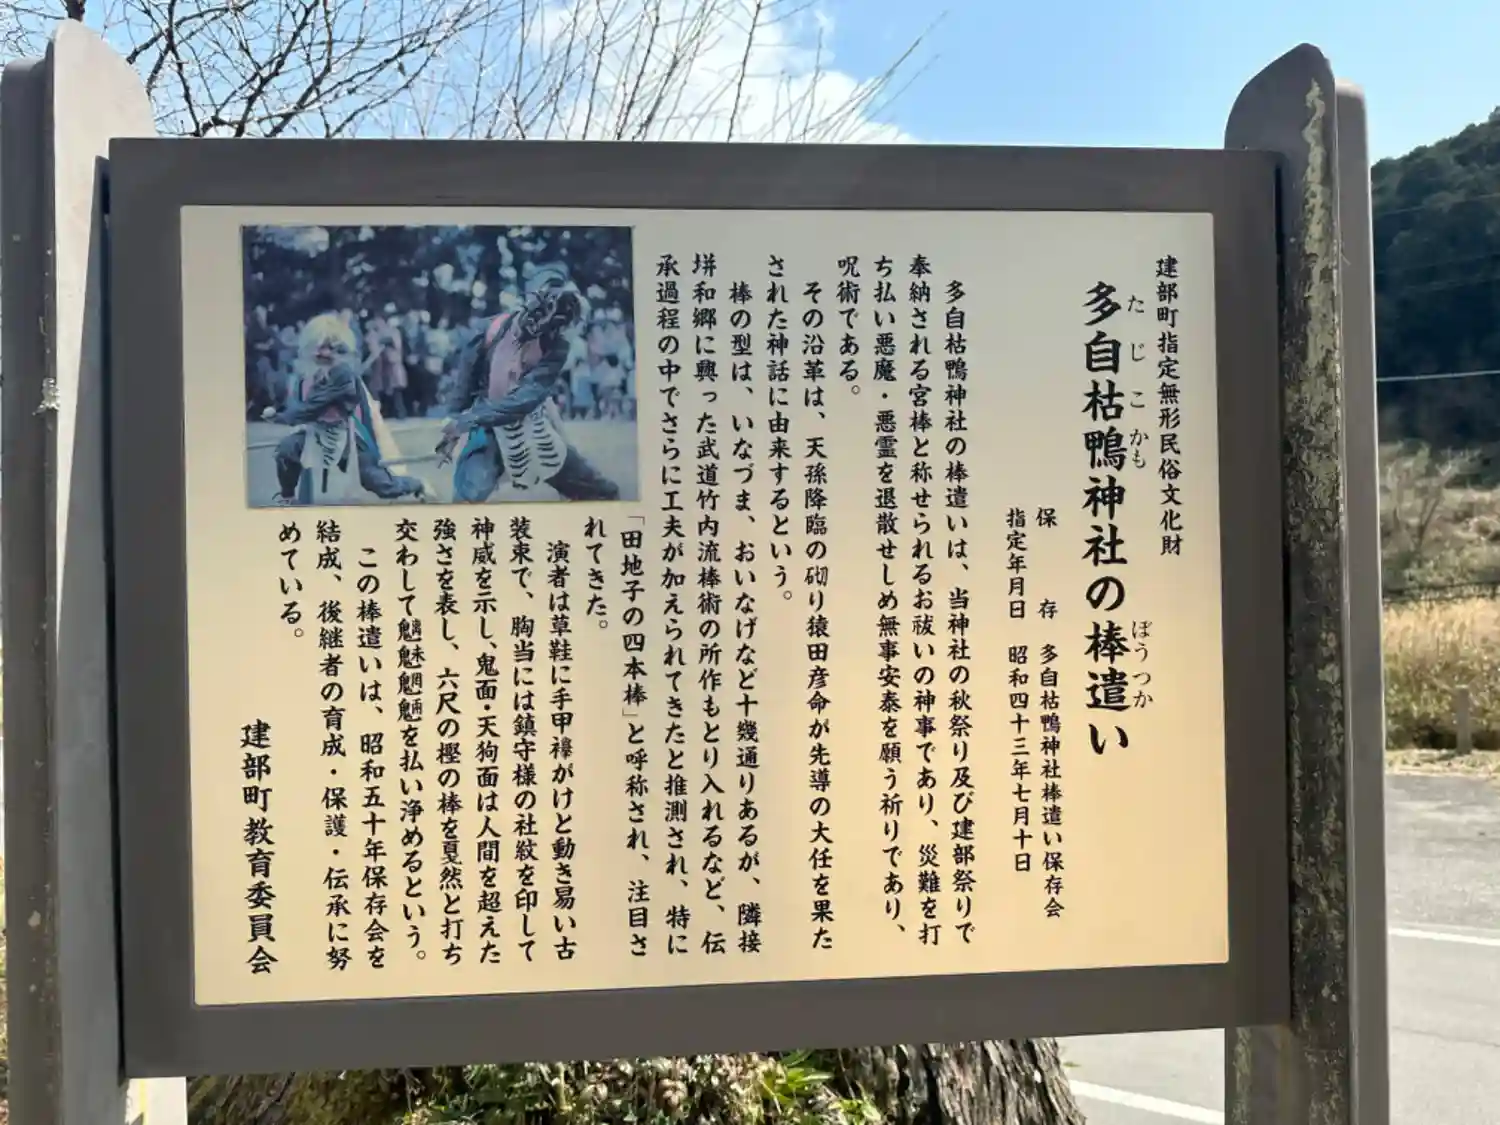 建部町指定無形民俗文化財
多自枯鴨神社の棒遣い
たじこかも
ぼうつか
保存 多自枯鴨神社棒遣い保存会
指定年月日 昭和四十三年七月十日
多自枯鴨神社の棒遣いは、当神社の秋祭り及び建部祭りで
奉納される宮棒と称せられるお祓いの神事であり、災難を打
ち払い悪魔・悪霊を退散せしめ無事安泰を願う祈りであり、
呪術である。
その沿革は、天孫降臨の砌り猿田彦命が先導の大任を果た
された神話に由来するという。
棒の型は、いなづま、おいなげなど十幾通りあるが、隣接
垪和郷に興った武道竹内流棒術の所作もとり入れるなど、伝
承過程の中でさらに工夫が加えられてきたと推測され、特に
「田地子の四本棒」と呼称され、注目さ
れてきた。
演者は草鞋に手甲襷がけと動き易い古
装束で、胸当には鎮守様の社紋を印して
神威を示し、鬼面・天狗面は人間を超えた
強さを表し、六尺の樫の棒を戛然と打ち
交わして魑魅魍魎を払い浄めるという。
この棒遣いは、昭和五十年保存会を
結成、後継者の育成・保護・伝承に努
めている。
建部町教育委員会